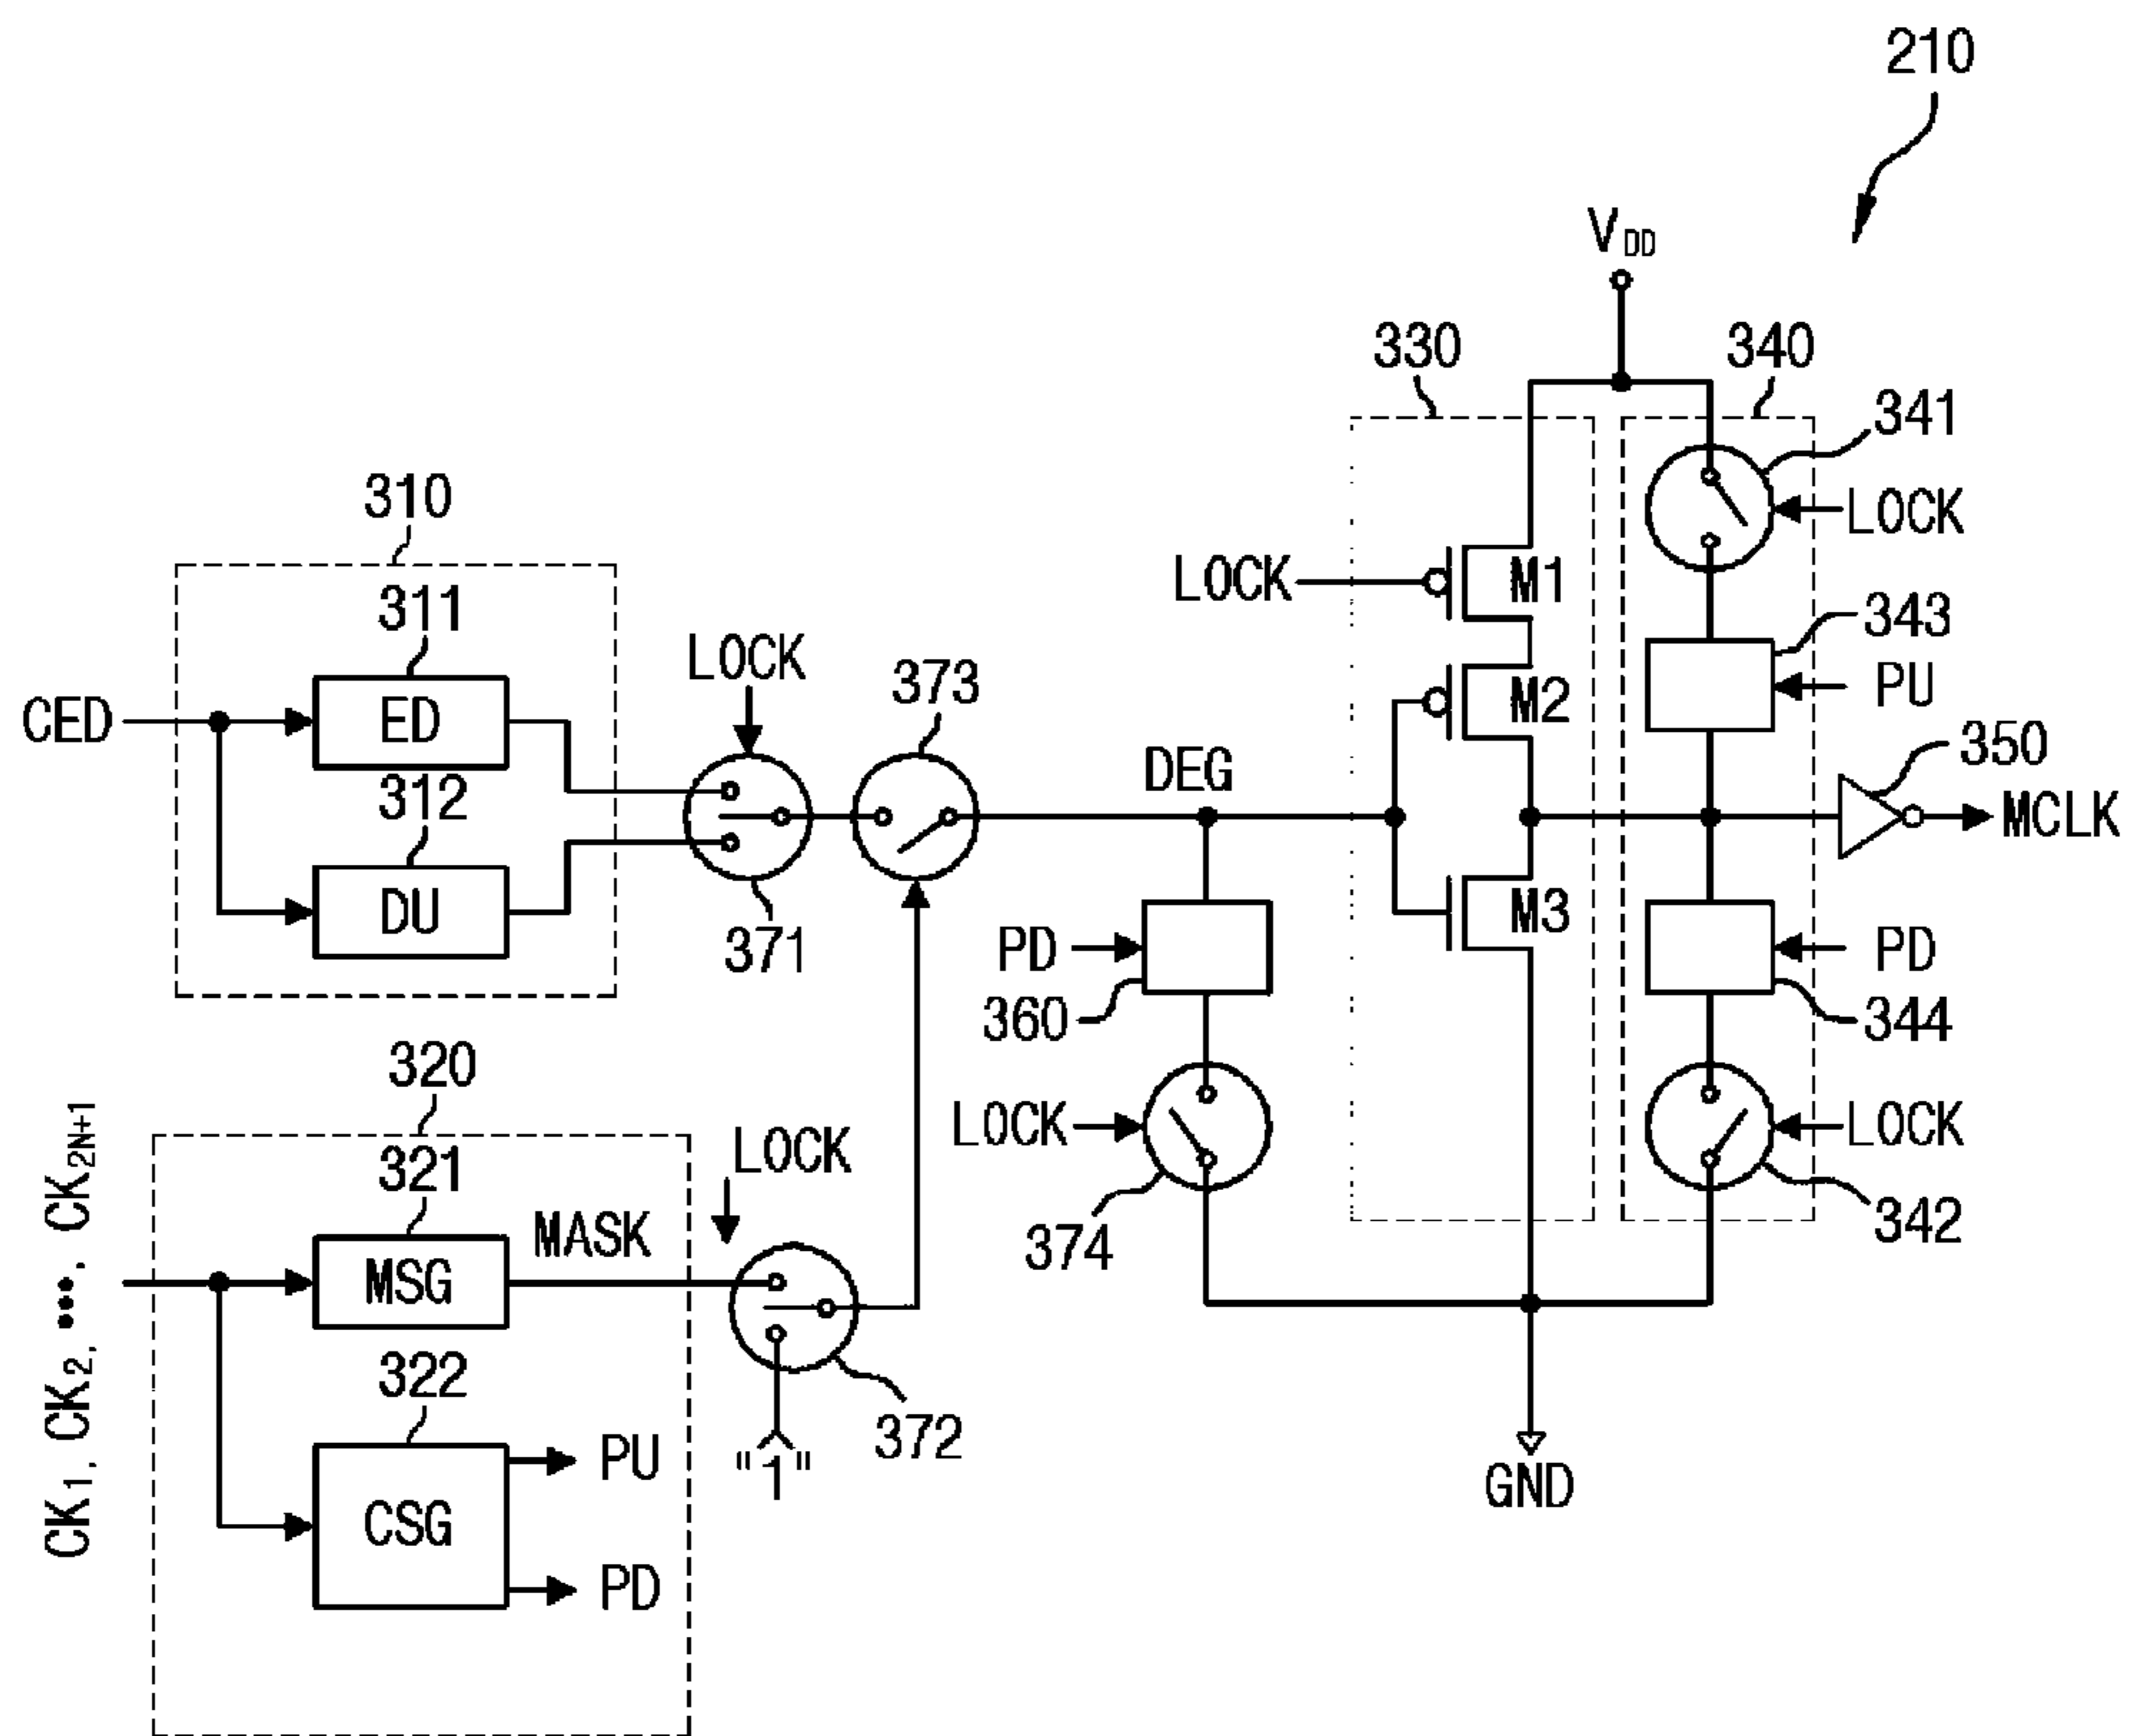 210
V_DD
330
340
341
LOCK
310
311
LOCK
M1
343
CED
ED
LOCK
373
M2
PU
312
DEG
350
MCLK
DU
371
PD
360
M3
PD
344
320
321
LOCK
LOCK
LOCK
CK1, CK2, •••, CK2N+1
MSG
MASK
374
342
322
372
CSG
PU
"1"
GND
PD